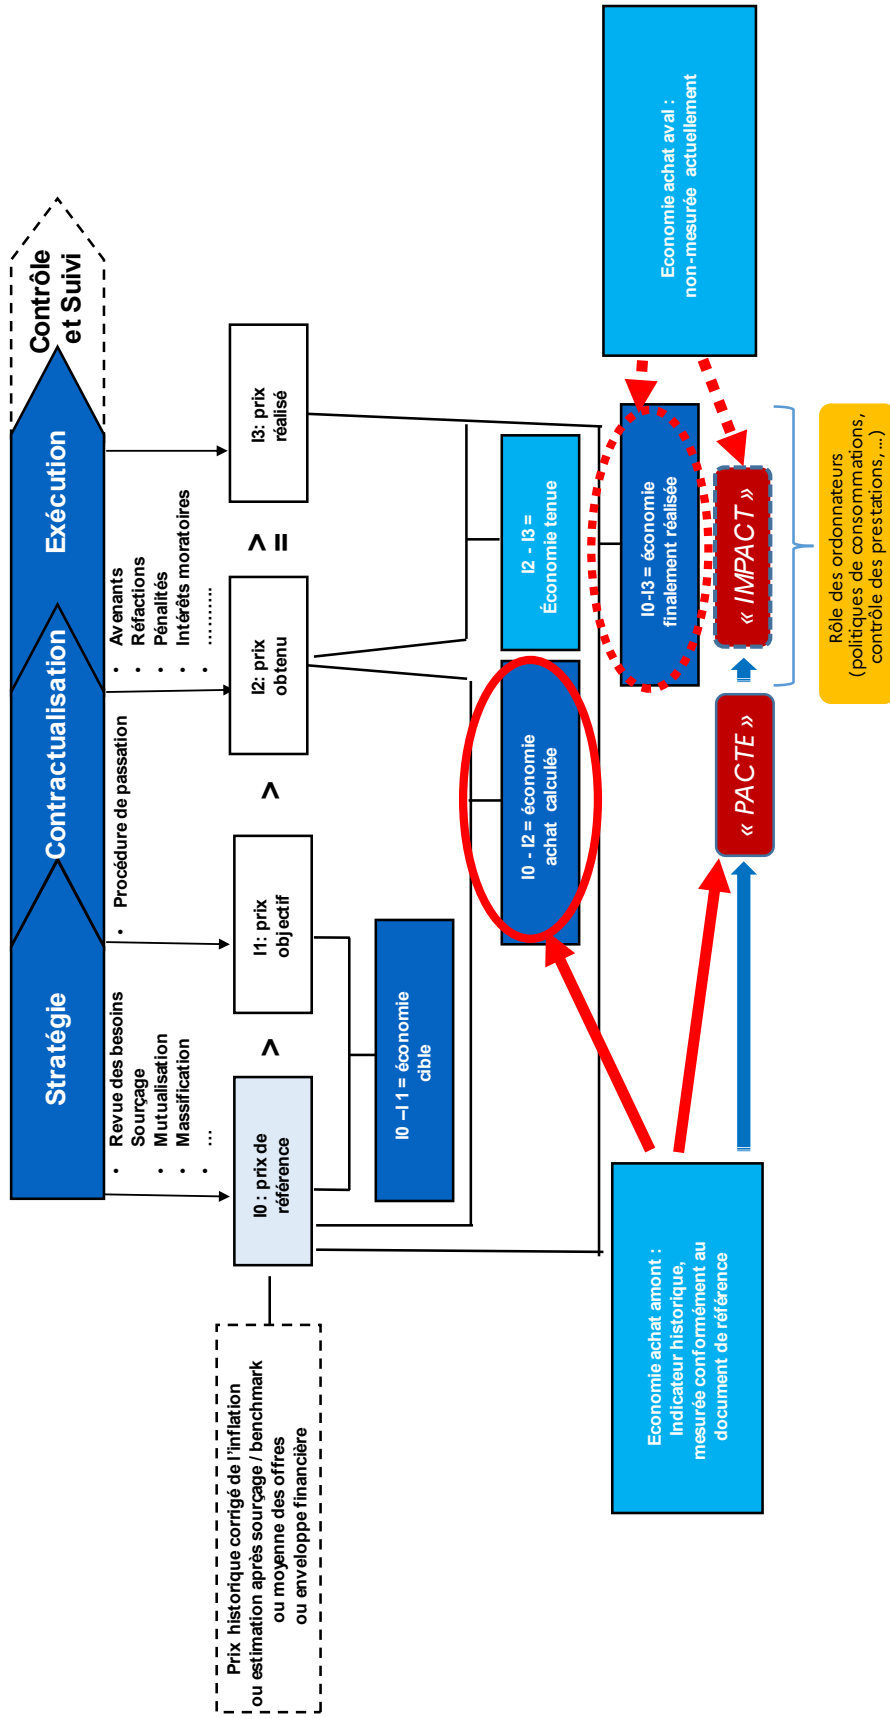 Stratégie
Contractualisation
Exécution
Contrôle
et Suivi
• Revue des besoins
Sourçage
• Mutualisation
• Massification
• ...
• Procédure de passation
• Avenants
• Réfactions
• Pénalités
• Intérêts moratoires
• ..........
Prix historique corrigé de l'inflation
ou estimation après sourçage / benchmark
ou moyenne des offres
ou enveloppe financière
I0 : prix de
référence
>
I1: prix
objectif
>
I2: prix
obtenu
> =
I3: prix
réalisé
I0 –I1 = économie
cible
I0 - I2 = économie
achat calculée
I2 - I3 =
Économie tenue
I0-I3 = économie
finalement réalisée
Economie achat amont :
Indicateur historique,
mesurée conformément au
document de référence
« PACTE »
« IMPACT »
Economie achat aval :
non-mesurée actuellement
Rôle des ordonnateurs
(politiques de consommations,
contrôle des prestations, ...)